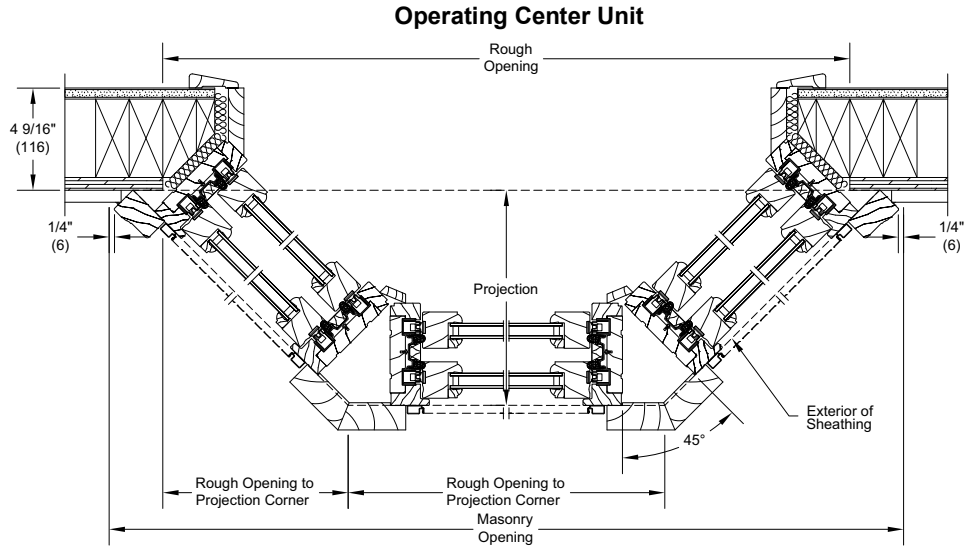 Operating Center Unit
Rough
Opening
4 9/16"
(116)
1/4"
(6)
1/4"
(6)
Projection
Exterior of
Sheathing
45°
Rough Opening to
Projection Corner
Rough Opening to
Projection Corner
Masonry
Opening